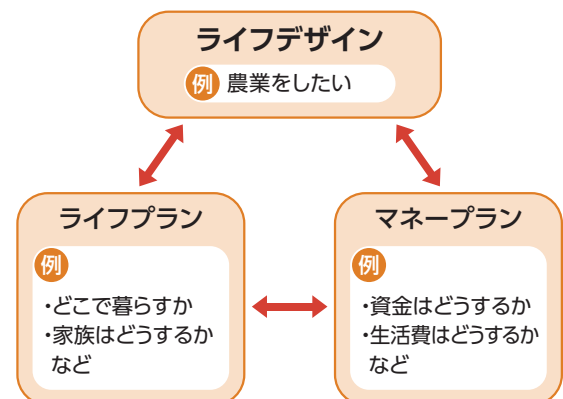 ライフデザイン
例 農業をしたい
ライフプラン
例
・どこで暮らすか
・家族はどうするか
など
マネープラン
例
・資金はどうするか
・生活費はどうするか
など